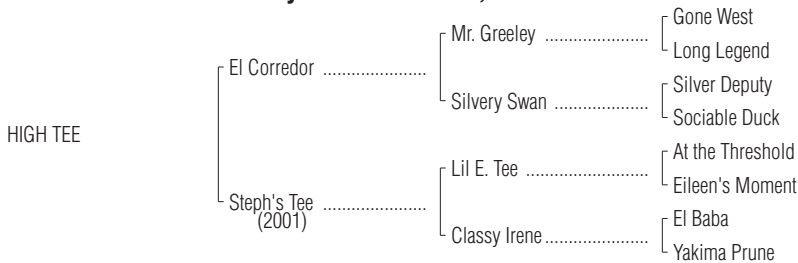 Gone West
Mr. Greeley ......................
Long Legend
El Corredor ......................
Silver Deputy
Silvery Swan ....................
Sociable Duck
HIGH TEE
At the Threshold
Lil E. Tee ..........................
Eileen's Moment
Steph's Tee ......................
(2001)
El Baba
Classy Irene......................
Yakima Prune